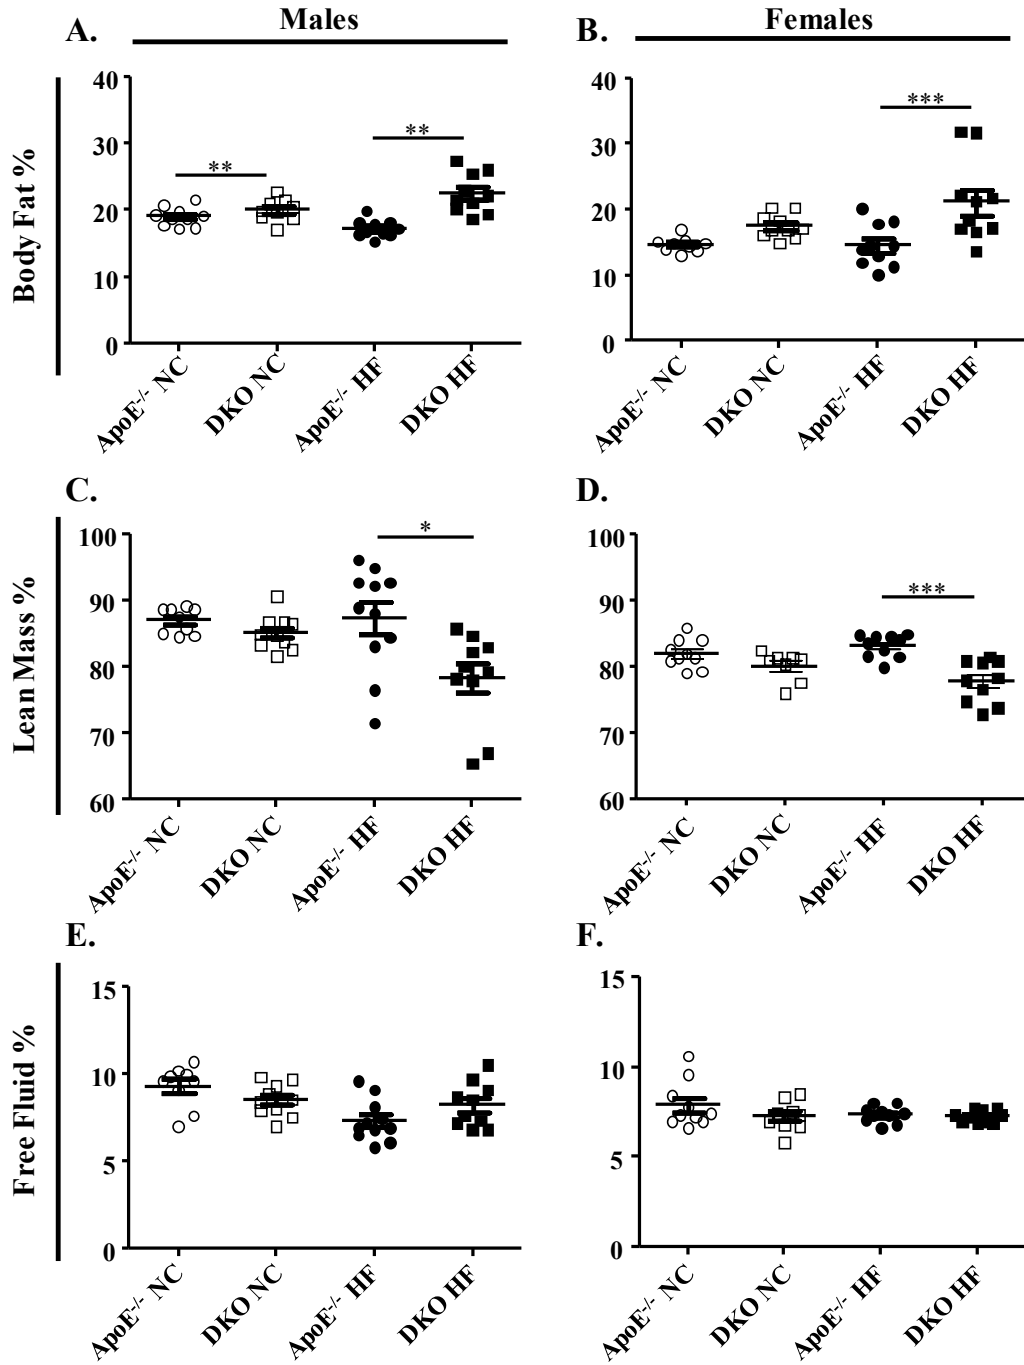 Males
Females
A.
B.
Body Fat %
40
30
20
10
0
**
**
ApoE⁻/⁻ NC
DKO NC
ApoE⁻/⁻ HF
DKO HF
40
30
20
10
0
***
ApoE⁻/⁻ NC
DKO NC
ApoE⁻/⁻ HF
DKO HF
C.
D.
Lean Mass %
100
90
80
70
60
*
ApoE⁻/⁻ NC
DKO NC
ApoE⁻/⁻ HF
DKO HF
100
90
80
70
60
***
ApoE⁻/⁻ NC
DKO NC
ApoE⁻/⁻ HF
DKO HF
E.
F.
Free Fluid %
15
10
5
0
ApoE⁻/⁻ NC
DKO NC
ApoE⁻/⁻ HF
DKO HF
15
10
5
0
ApoE⁻/⁻ NC
DKO NC
ApoE⁻/⁻ HF
DKO HF